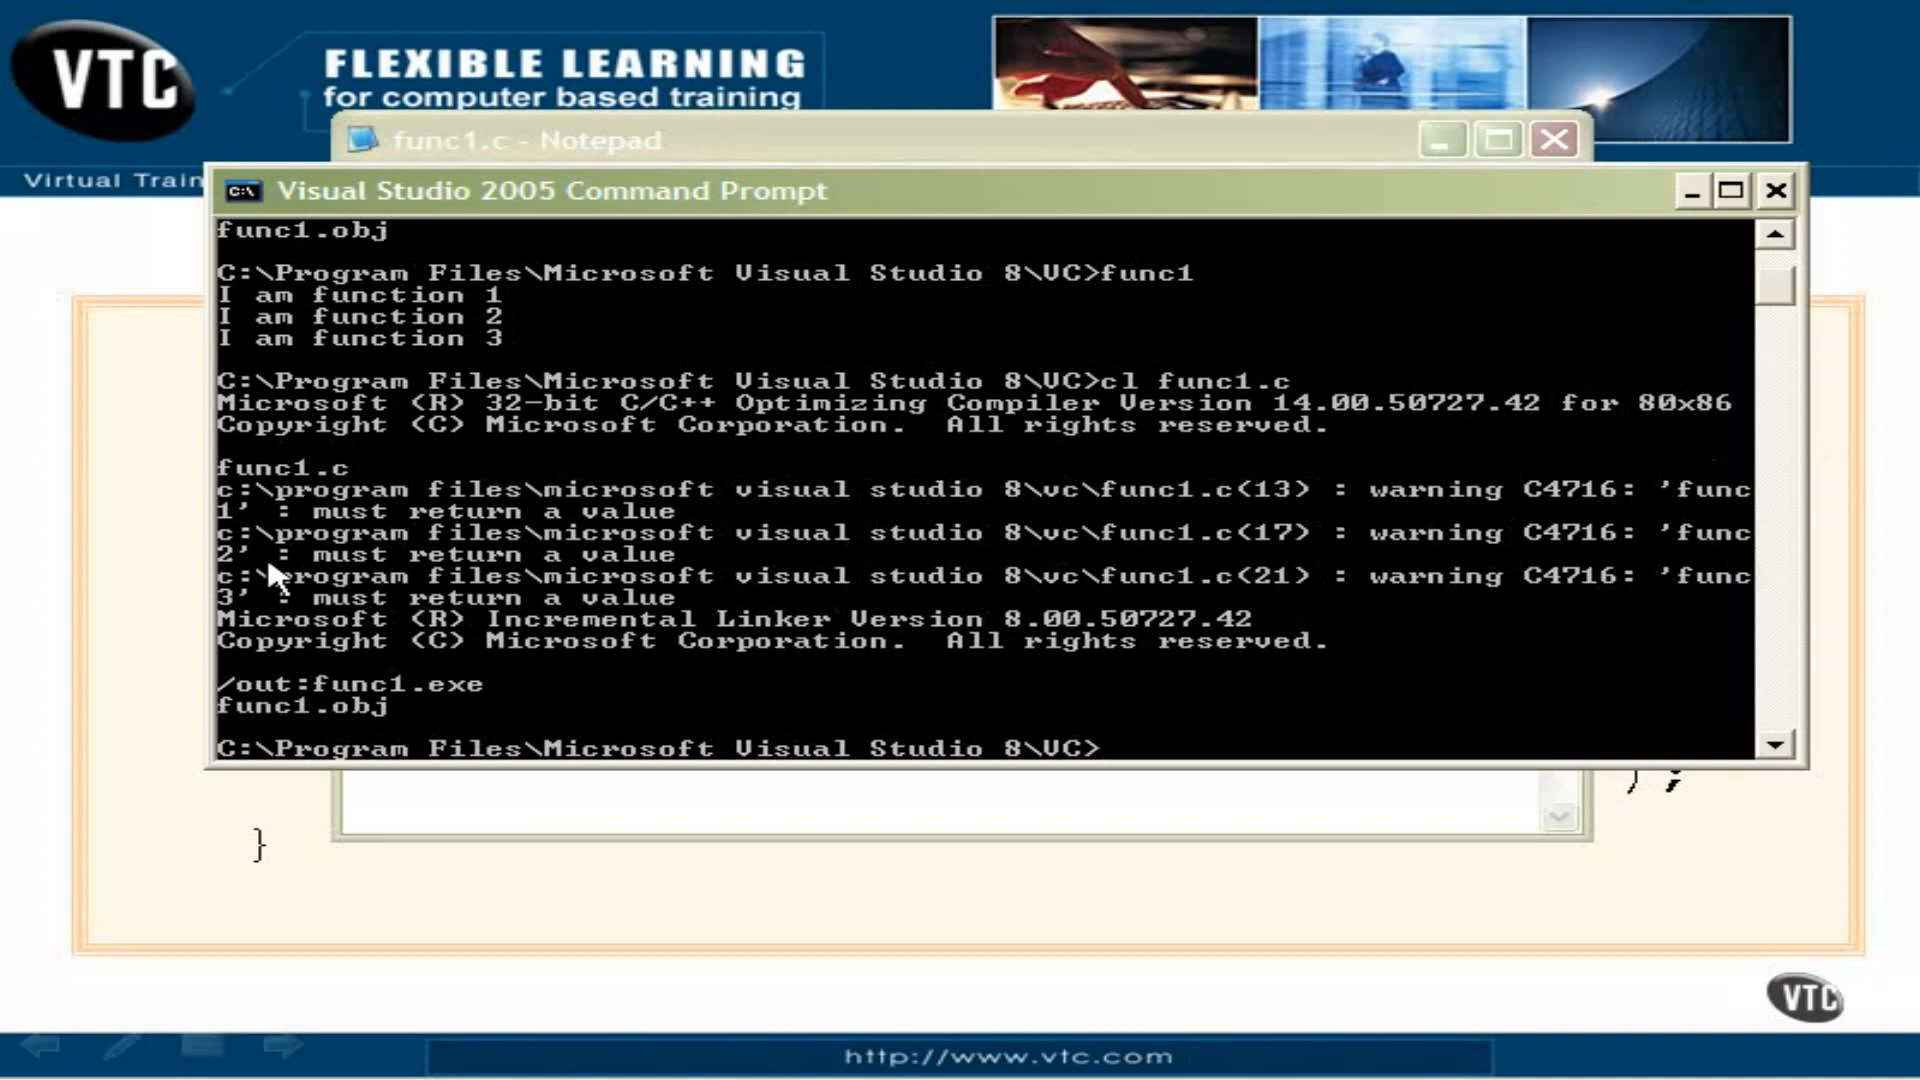 VTC
FLEXIBLE LEARNING
for computer based training
func1.c - Notepad
Virtual Train
Visual Studio 2005 Command Prompt
func1.obj
C:\Program Files\Microsoft Visual Studio 8\VC>func1
I am function 1
I am function 2
I am function 3
C:\Program Files\Microsoft Visual Studio 8\VC>cl func1.c
Microsoft (R) 32-bit C/C++ Optimizing Compiler Version 14.00.50727.42 for 80x86
Copyright (C) Microsoft Corporation.  All rights reserved.
func1.c
c:\program files\microsoft visual studio 8\vc\func1.c(13) : warning C4716: 'func
1' : must return a value
c:\program files\microsoft visual studio 8\vc\func1.c(17) : warning C4716: 'func
2' : must return a value
c:\program files\microsoft visual studio 8\vc\func1.c(21) : warning C4716: 'func
3' : must return a value
Microsoft (R) Incremental Linker Version 8.00.50727.42
Copyright (C) Microsoft Corporation.  All rights reserved.
/out:func1.exe
func1.obj
C:\Program Files\Microsoft Visual Studio 8\VC>
);
}
VTC
http://www.vtc.com